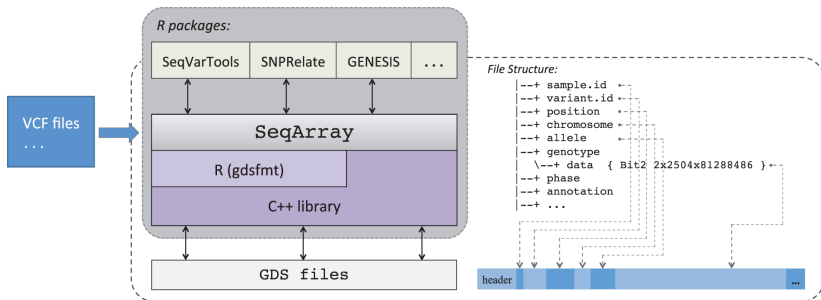 R packages:
SeqVarTools SNPRelate GENESIS ...
VCF files
...
SeqArray
R (gdsfmt)
C++ library
GDS files
File Structure:
|--+ sample.id
|--+ variant.id
|--+ position
|--+ chromosome
|--+ allele
|--+ genotype
| \--+ data { Bit2 2x2504x81288486 }
|--+ phase
|--+ annotation
|--+ ...
header ...